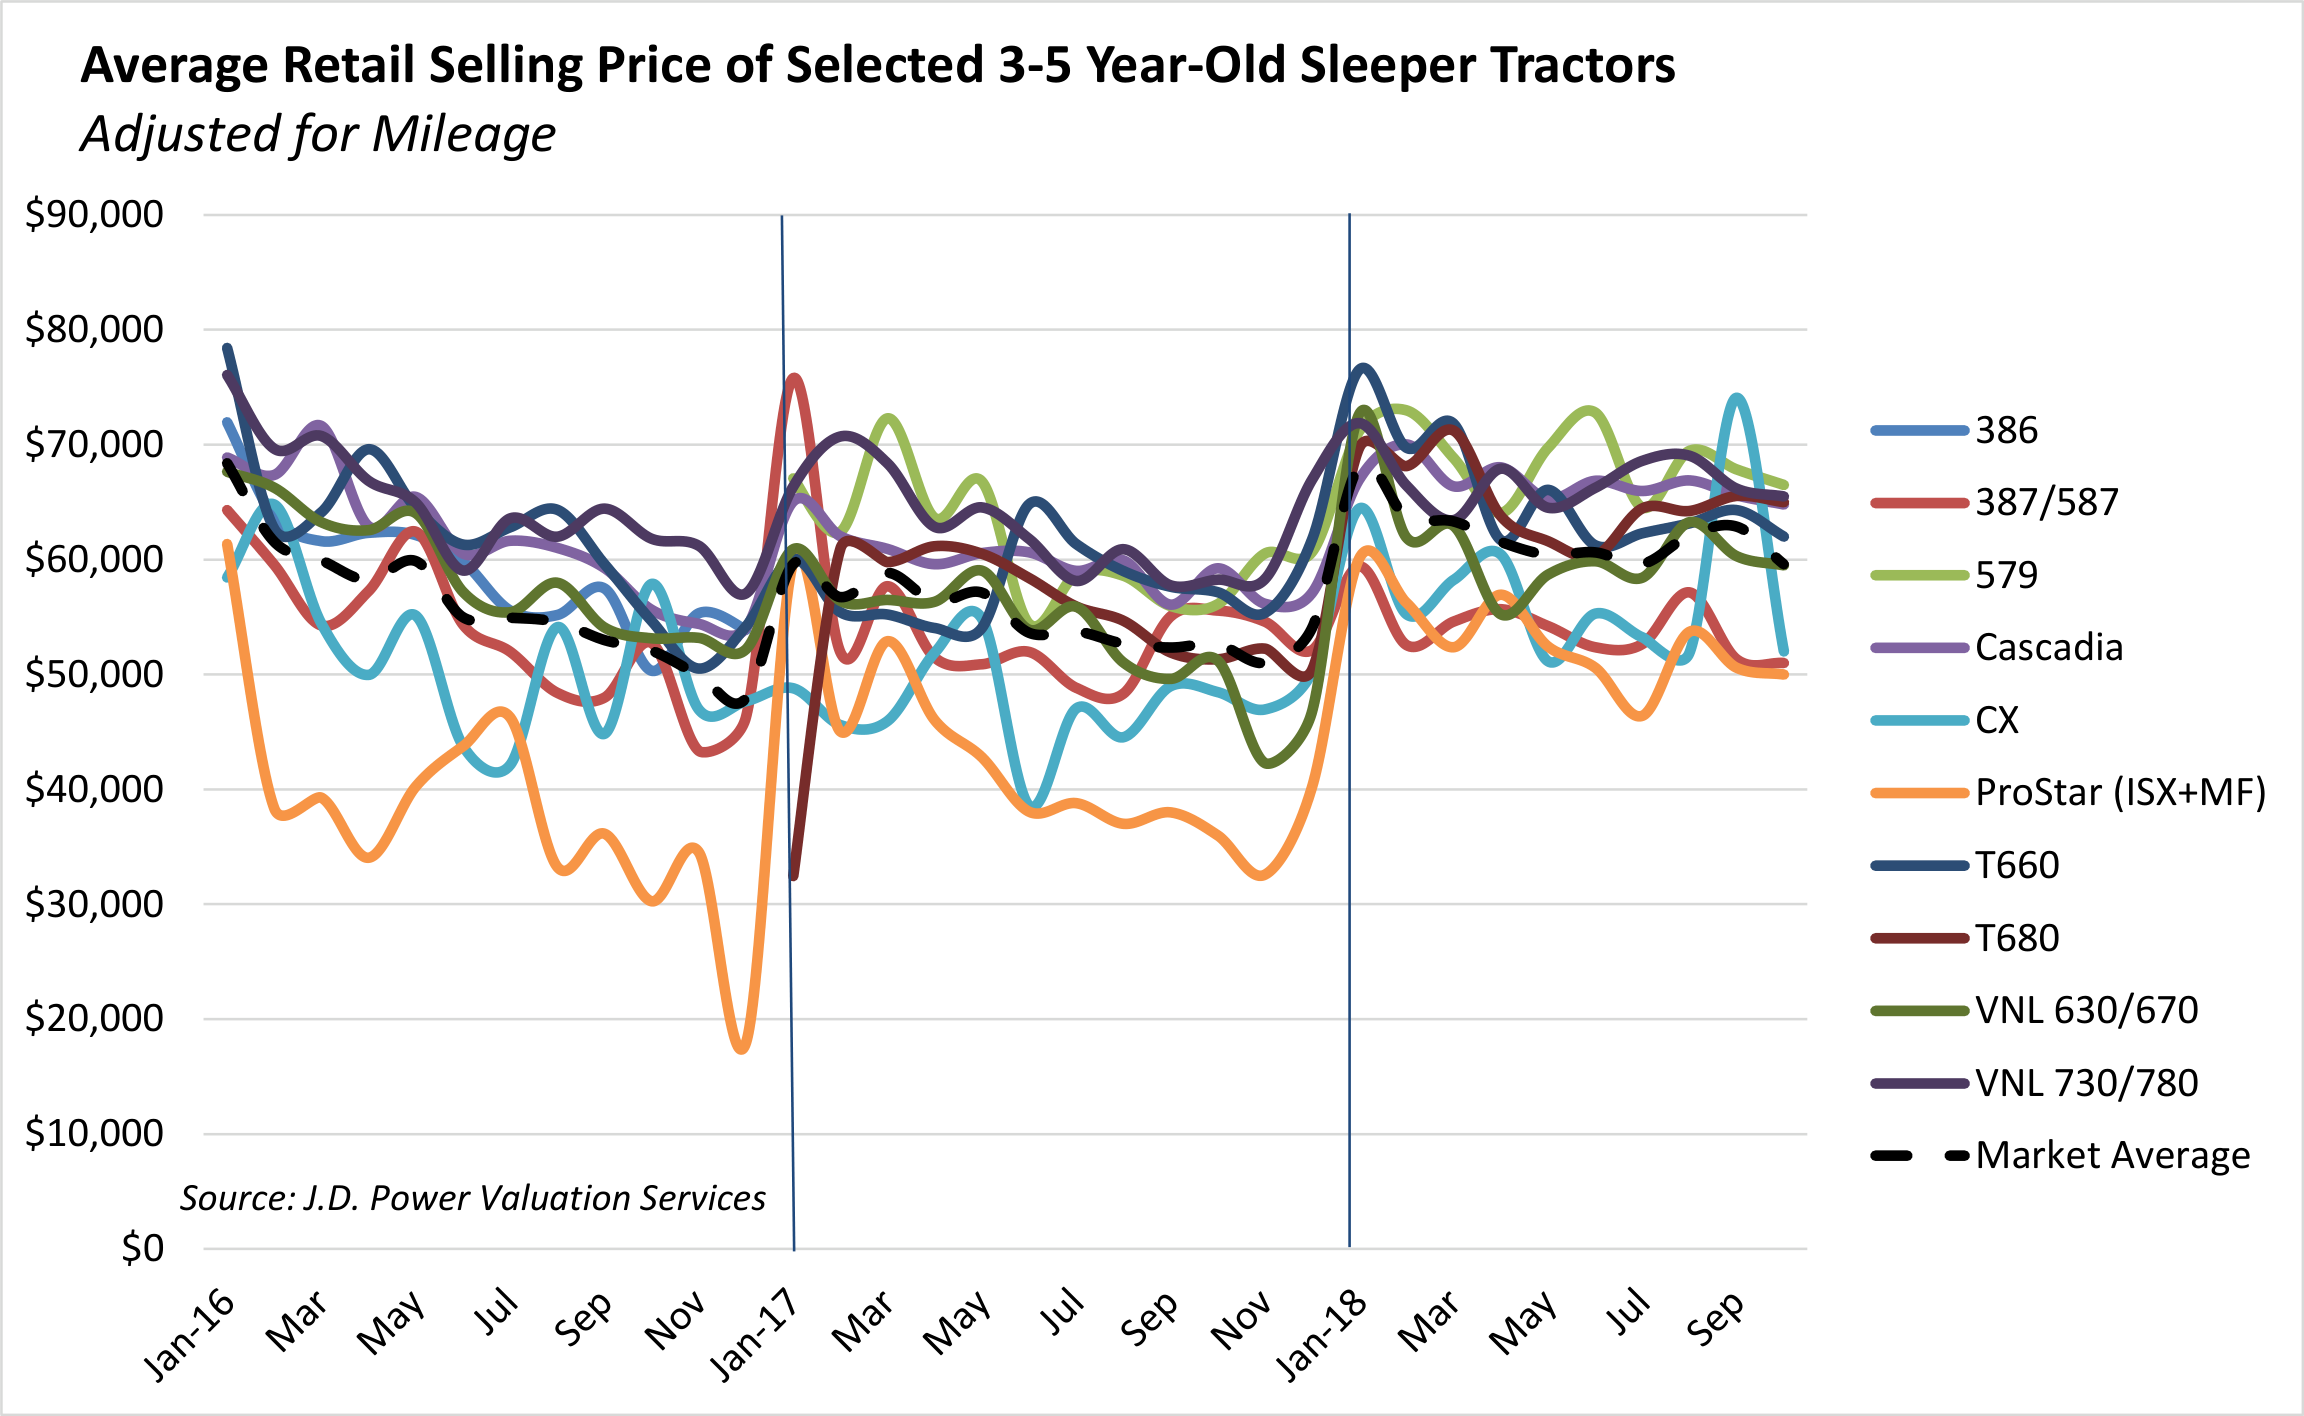 Average Retail Selling Price of Selected 3-5 Year-Old Sleeper Tractors
Adjusted for Mileage
$90,000
$80,000
$70,000
$60,000
$50,000
$40,000
$30,000
$20,000
$10,000
$0
Source: J.D. Power Valuation Services
Jan-16
Mar
May
Jul
Sep
Nov
Jan-17
Mar
May
Jul
Sep
Nov
Jan-18
Mar
May
Jul
Sep
386
387/587
579
Cascadia
CX
ProStar (ISX+MF)
T660
T680
VNL 630/670
VNL 730/780
Market Average